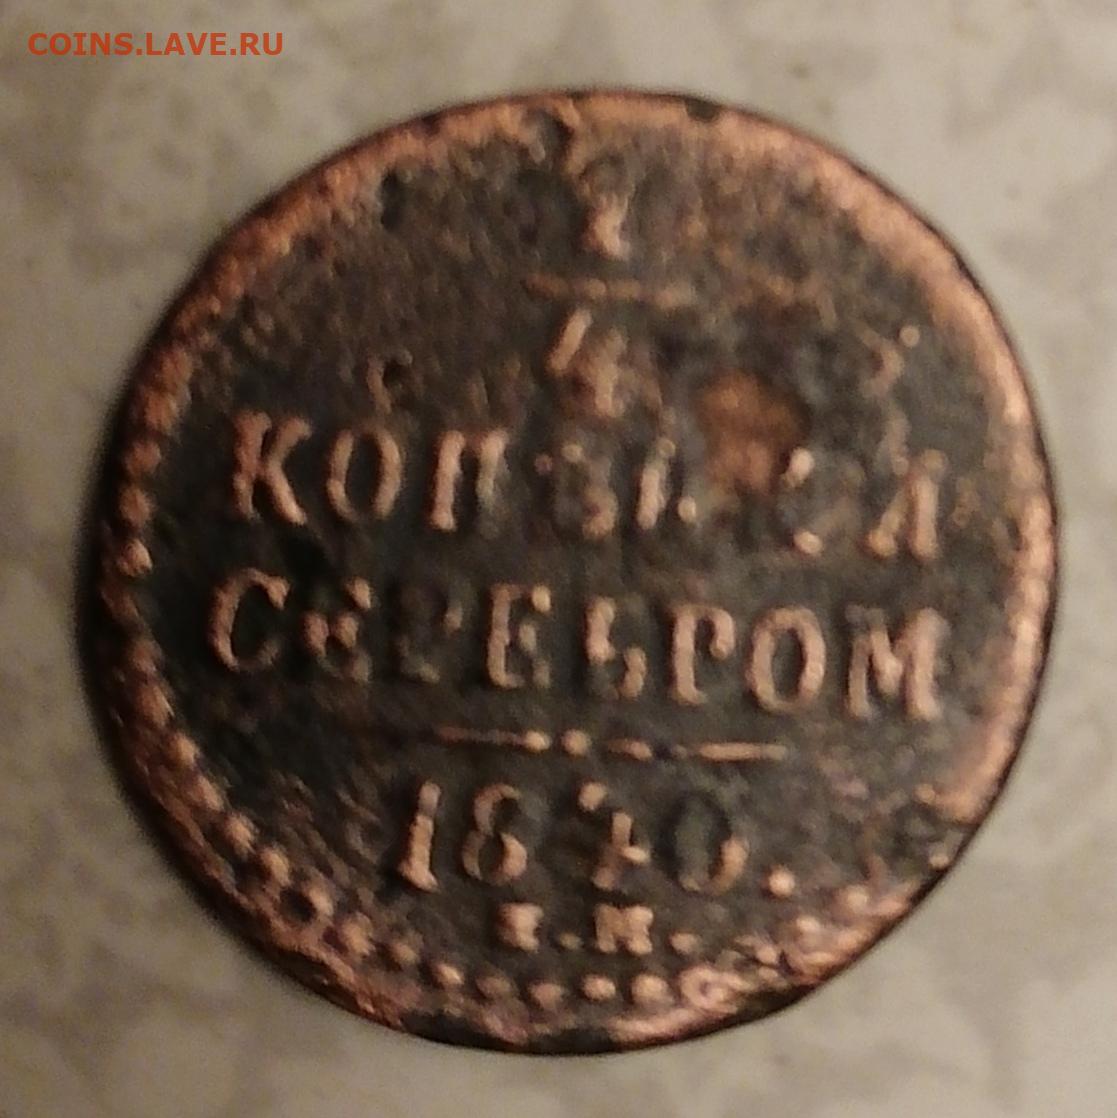 COINS.LAVE.RU
1
4
КОПѢЙКА
СЕРЕБРОМ
1840.
Е.М.